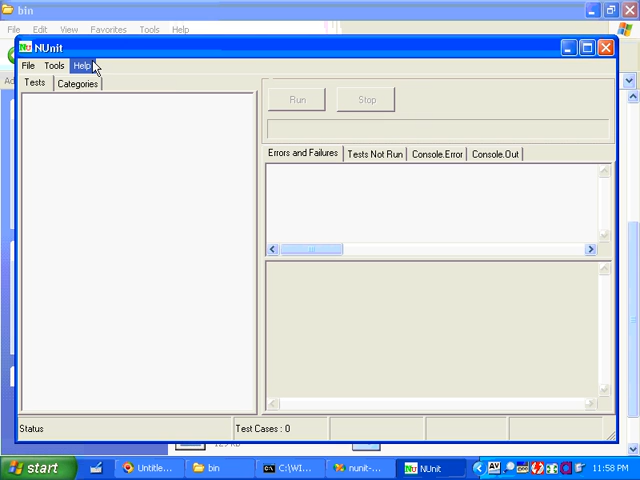 bin
File Edit View Favorites Tools Help
NUnit
File Tools Help
Tests Categories
Run Stop
Errors and Failures Tests Not Run Console.Error Console.Out
Status Test Cases : 0
start Untitle... bin C:\WI... nunit-... NUnit AV 11:58 PM